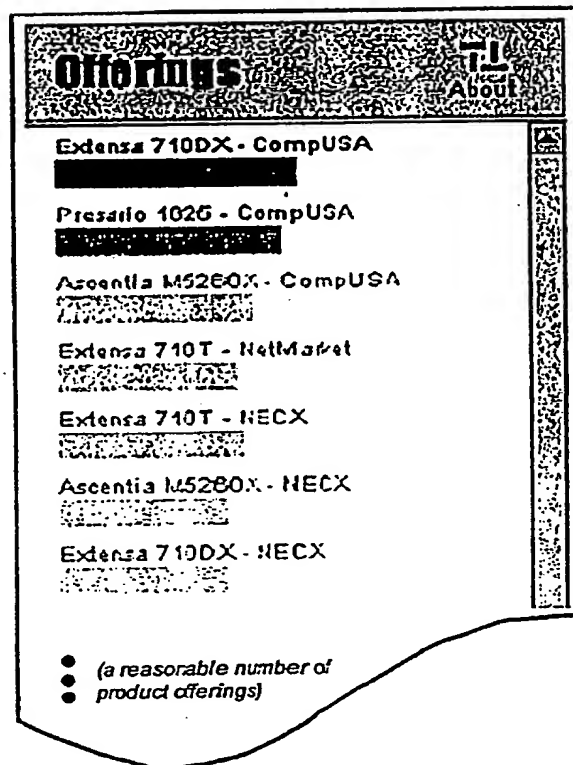 Offerings
About
Extensa 710DX - CompUSA
Presario 1025 - CompUSA
Ascentia M5260X - CompUSA
Extensa 710T - NetMarket
Extensa 710T - NECX
Ascentia M5260X - NECX
Extensa 710DX - NECX
(a reasonable number of
product offerings)